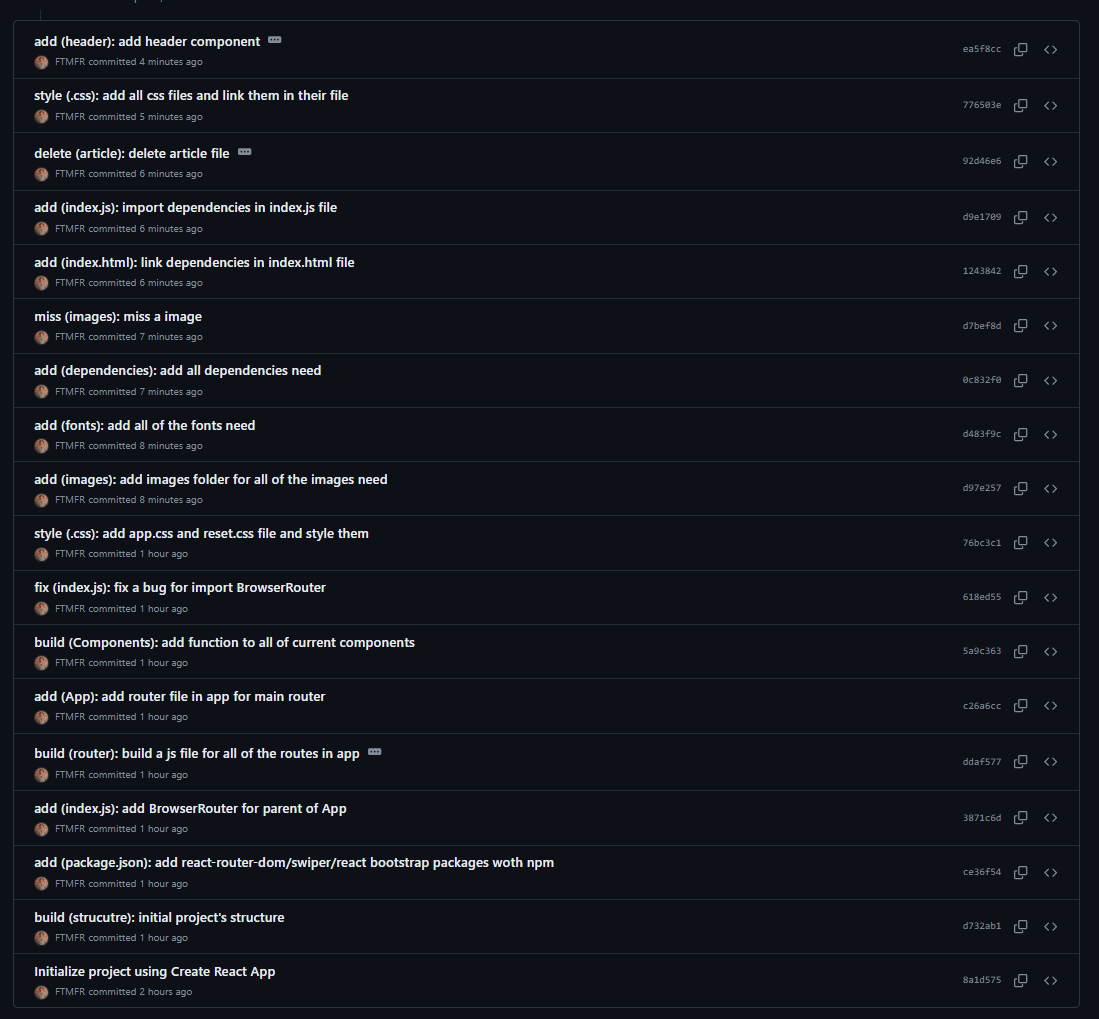 add (header): add header component
FTMFR committed 4 minutes ago
ea5f8cc
style (.css): add all css files and link them in their file
FTMFR committed 5 minutes ago
776503e
delete (article): delete article file
FTMFR committed 6 minutes ago
92d46e6
add (index.js): import dependencies in index.js file
FTMFR committed 6 minutes ago
d9e1709
add (index.html): link dependencies in index.html file
FTMFR committed 6 minutes ago
1243842
miss (images): miss a image
FTMFR committed 7 minutes ago
d7bef8d
add (dependencies): add all dependencies need
FTMFR committed 7 minutes ago
0c832f0
add (fonts): add all of the fonts need
FTMFR committed 8 minutes ago
d483f9c
add (images): add images folder for all of the images need
FTMFR committed 8 minutes ago
d97e257
style (.css): add app.css and reset.css file and style them
FTMFR committed 1 hour ago
76bc3c1
fix (index.js): fix a bug for import BrowserRouter
FTMFR committed 1 hour ago
618ed55
build (Components): add function to all of current components
FTMFR committed 1 hour ago
5a9c363
add (App): add router file in app for main router
FTMFR committed 1 hour ago
c26a6cc
build (router): build a js file for all of the routes in app
FTMFR committed 1 hour ago
ddaf577
add (index.js): add BrowserRouter for parent of App
FTMFR committed 1 hour ago
3871c6d
add (package.json): add react-router-dom/swiper/react bootstrap packages woth npm
FTMFR committed 1 hour ago
ce36f54
build (strucutre): initial project's structure
FTMFR committed 1 hour ago
d732ab1
Initialize project using Create React App
FTMFR committed 2 hours ago
8a1d575